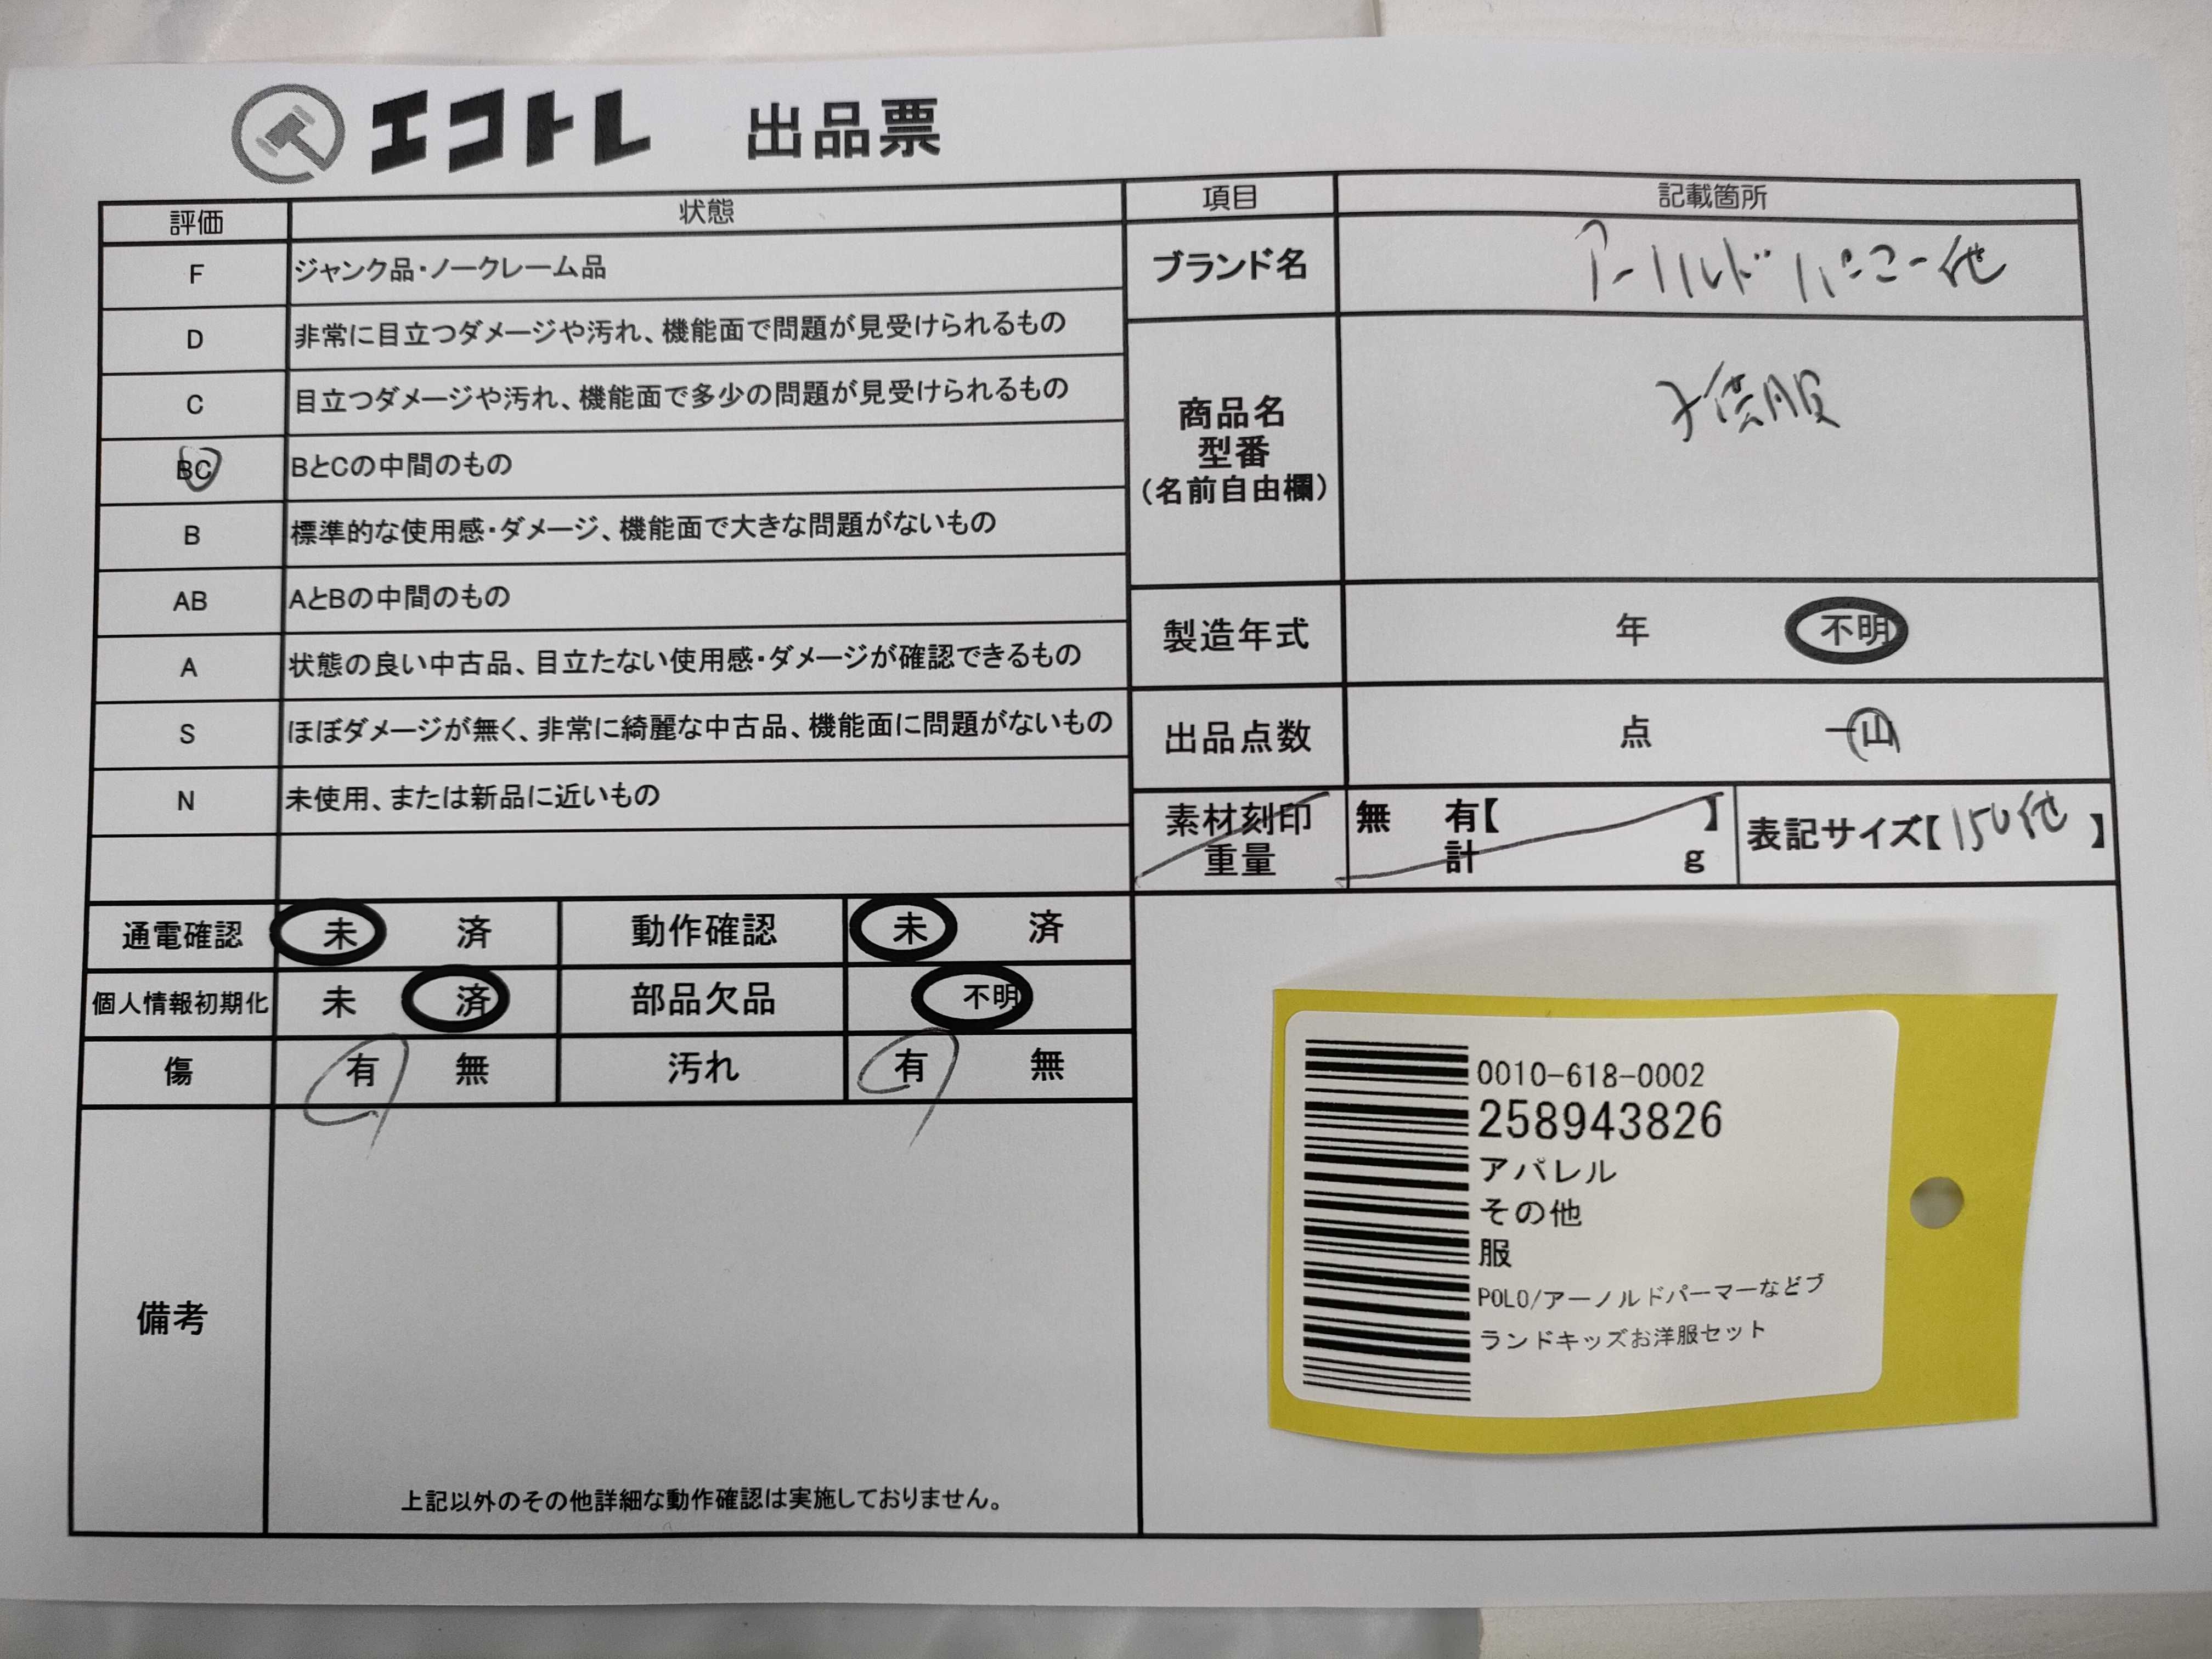 エコトレ 出品票
評価 状態
F ジャンク品・ノークレーム品
D 非常に目立つダメージや汚れ、機能面で問題が見受けられるもの
C 目立つダメージや汚れ、機能面で多少の問題が見受けられるもの
BC BとCの中間のもの
B 標準的な使用感・ダメージ、機能面で大きな問題がないもの
AB AとBの中間のもの
A 状態の良い中古品、目立たない使用感・ダメージが確認できるもの
S ほぼダメージが無く、非常に綺麗な中古品、機能面に問題がないもの
N 未使用、または新品に近いもの
項目 記載箇所
ブランド名 アーノルドパーマー他
商品名
型番
（名前自由欄）
子供服
製造年式 年 不明
出品点数 点 一山
素材刻印 無 有【 】
重量 計 g
表記サイズ【150他】
通電確認 未 済 動作確認 未 済
個人情報初期化 未 済 部品欠品 不明
傷 有 無 汚れ 有 無
備考
上記以外のその他詳細な動作確認は実施しておりません。
0010-618-0002
258943826
アパレル
その他
服
POLO/アーノルドパーマーなどブ
ランドキッズお洋服セット